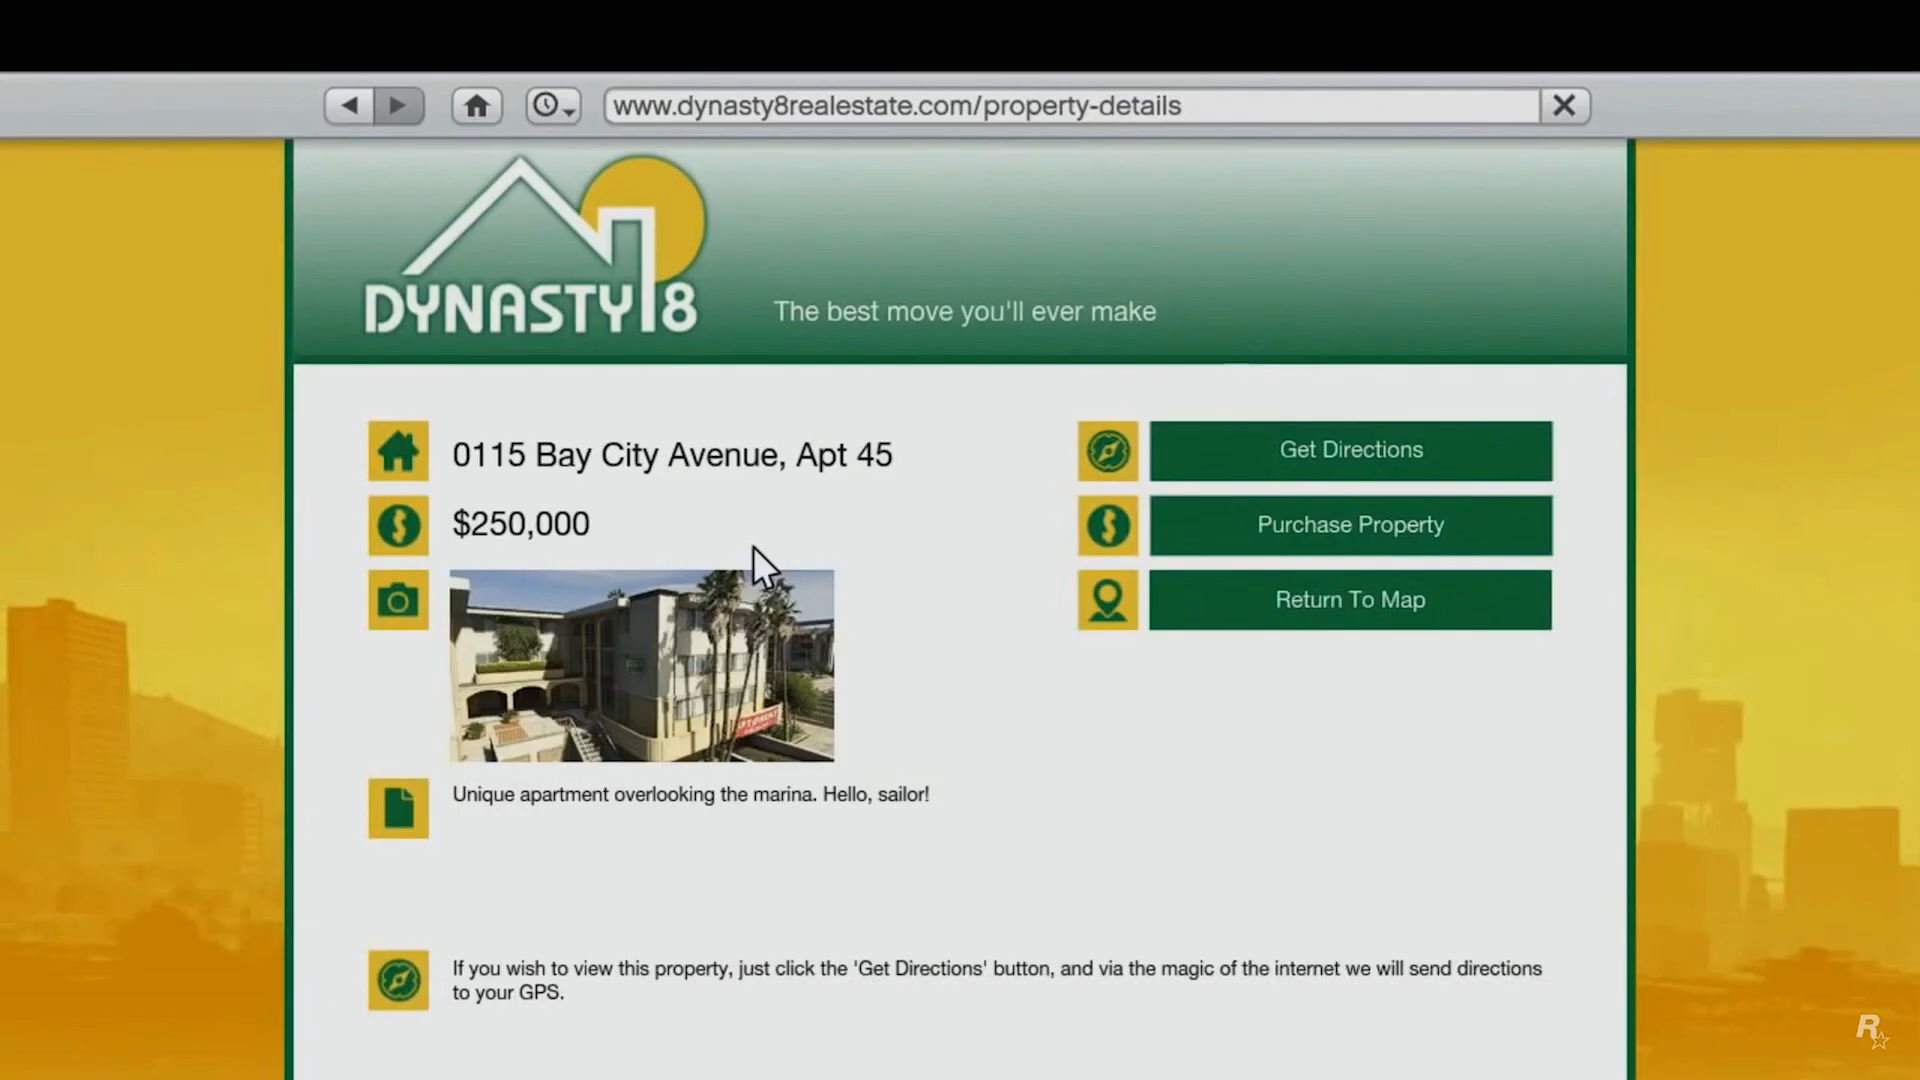 www.dynasty8realestate.com/property-details
DYNASTY 8
The best move you'll ever make
0115 Bay City Avenue, Apt 45
Get Directions
$250,000
Purchase Property
Return To Map
Unique apartment overlooking the marina. Hello, sailor!
If you wish to view this property, just click the 'Get Directions' button, and via the magic of the internet we will send directions
to your GPS.
R